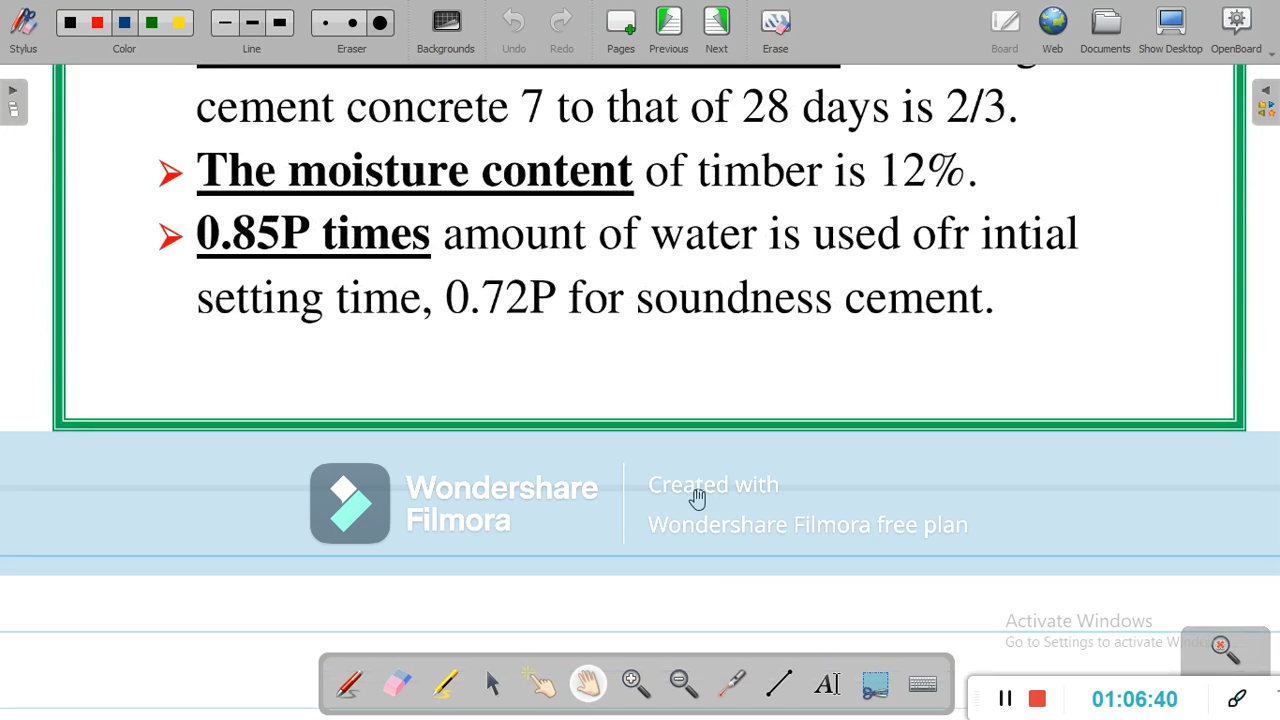 Stylus Color Line Eraser Backgrounds Undo Redo Pages Previous Next Erase Board Web Documents Show Desktop OpenBoard
cement concrete 7 to that of 28 days is 2/3.
The moisture content of timber is 12%.
0.85P times amount of water is used ofr intial
setting time, 0.72P for soundness cement.
Wondershare
Filmora
Created with
Wondershare Filmora free plan
Activate Windows
Go to Settings to activate
01:06:40